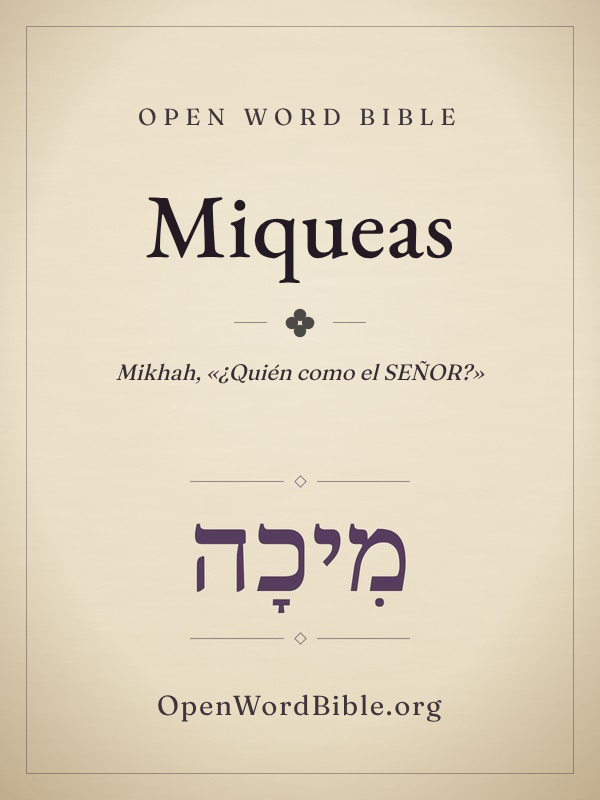 OPEN WORD BIBLE
Miqueas
Mikhah, «¿Quién como el SEÑOR?»
מִיכָה
OpenWordBible.org